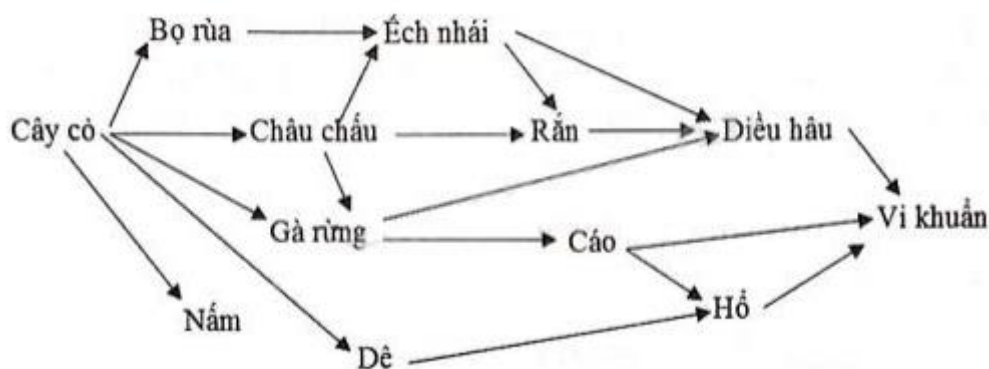 Bọ rùa Ếch nhái
Cây cỏ Châu chấu Rắn Diều hâu
Gà rừng Cáo Vi khuẩn
Nấm Hổ
Dê